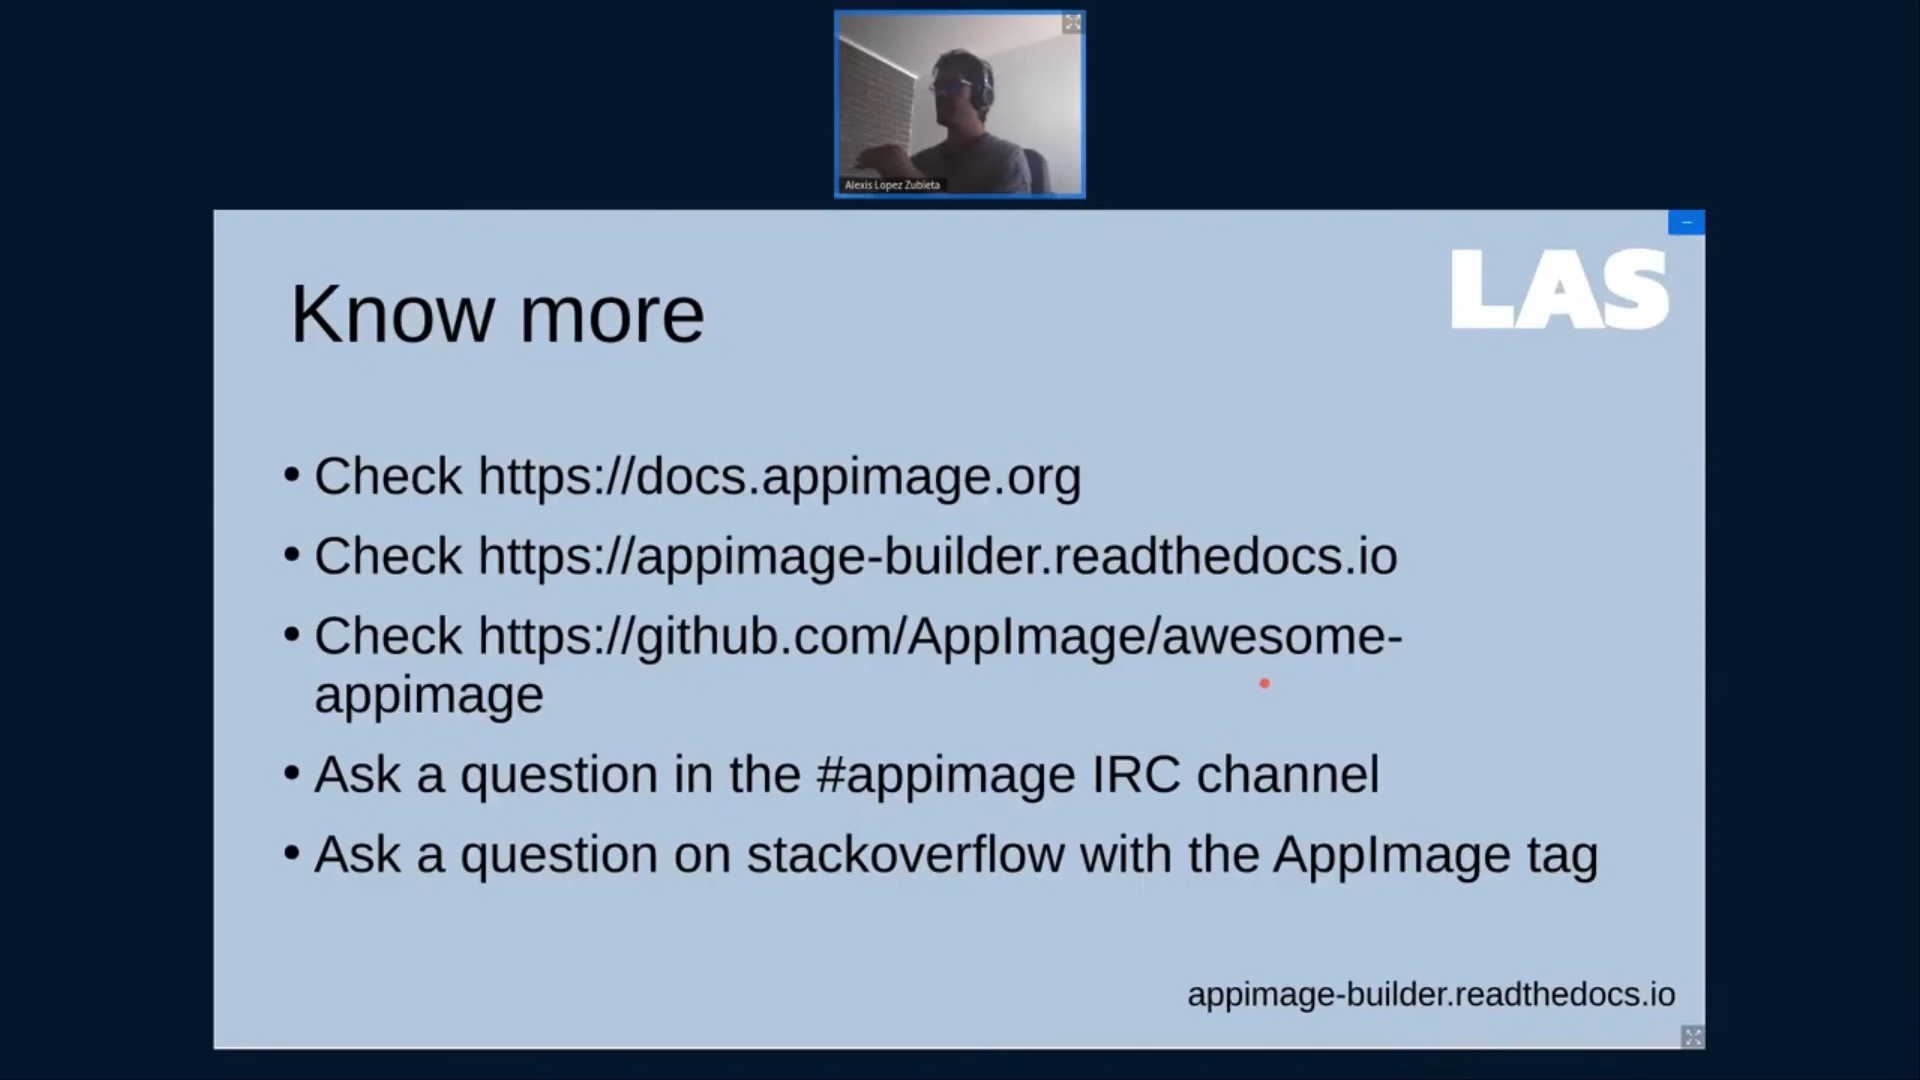 Alexis Lopez Zubieta
LAS
Know more
• Check https://docs.appimage.org
• Check https://appimage-builder.readthedocs.io
• Check https://github.com/AppImage/awesome-
appimage
• Ask a question in the #appimage IRC channel
• Ask a question on stackoverflow with the AppImage tag
appimage-builder.readthedocs.io